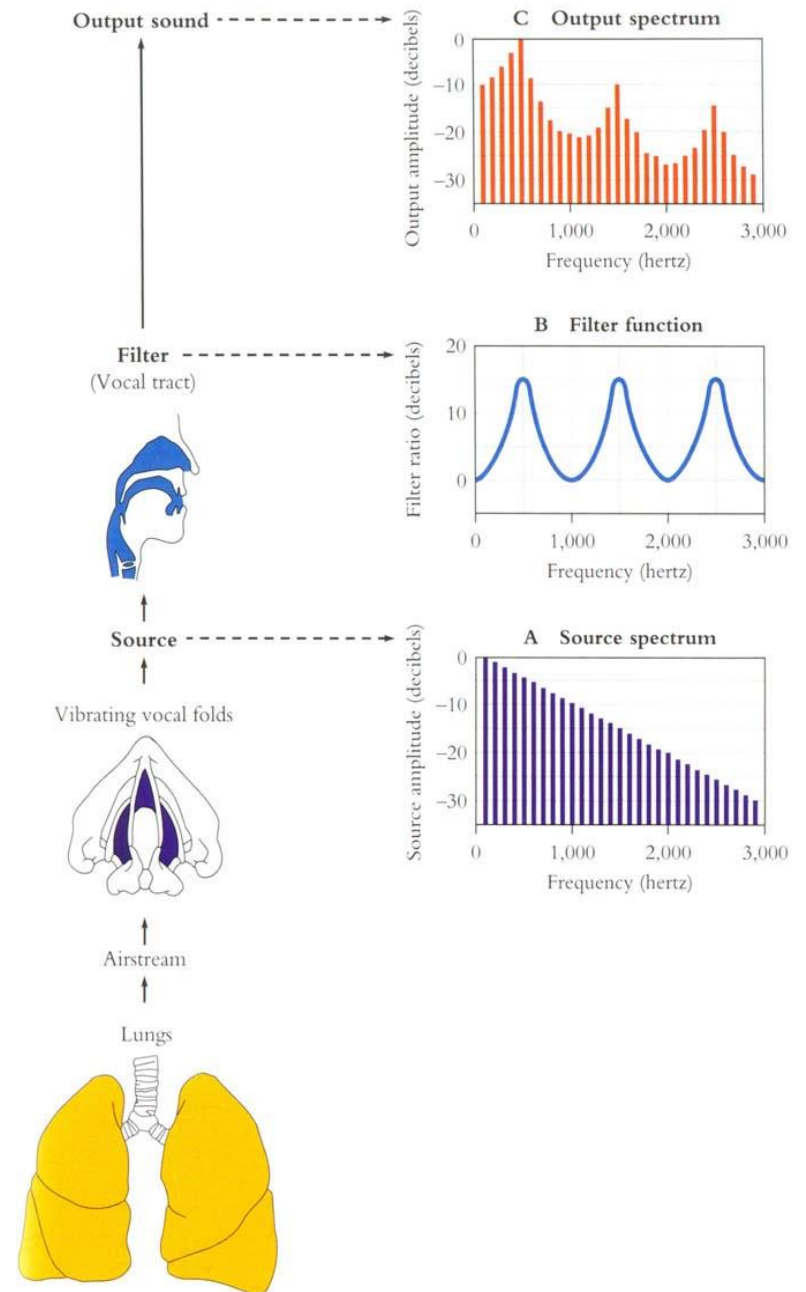 Output sound
C Output spectrum
Output amplitude (decibels)
0
−10
−20
−30
0 1,000 2,000 3,000
Frequency (hertz)
Filter
(Vocal tract)
B Filter function
Filter ratio (decibels)
20
10
0
0 1,000 2,000 3,000
Frequency (hertz)
Source
A Source spectrum
Source amplitude (decibels)
0
−10
−20
−30
0 1,000 2,000 3,000
Frequency (hertz)
Vibrating vocal folds
Airstream
Lungs